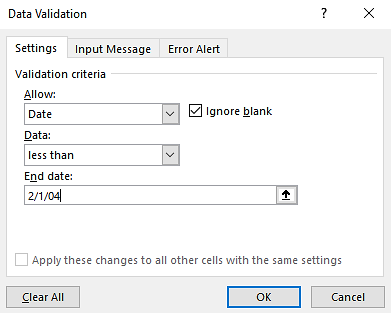 Data Validation ? ×
Settings Input Message Error Alert
Validation criteria
Allow:
Date Ignore blank
Data:
less than
End date:
2/1/04
Apply these changes to all other cells with the same settings
Clear All OK Cancel